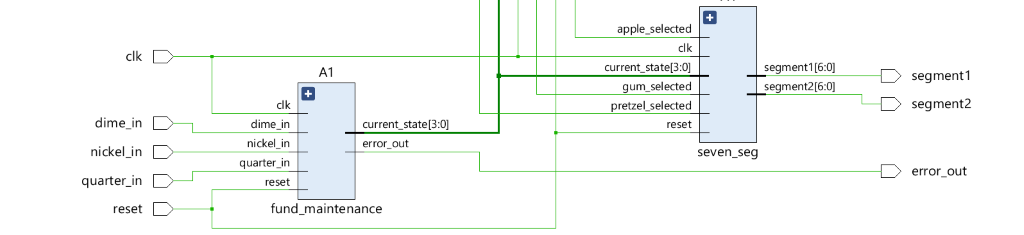 apple_selected
clk
clk
current_state[3:0]
segment1[6:0]
segment1
A1
gum_selected
segment2[6:0]
segment2
clk
pretzel_selected
dime_in
dime_in
current_state[3:0]
reset
nickel_in
nickel_in
error_out
seven_seg
quarter_in
quarter_in
error_out
reset
reset
fund_maintenance